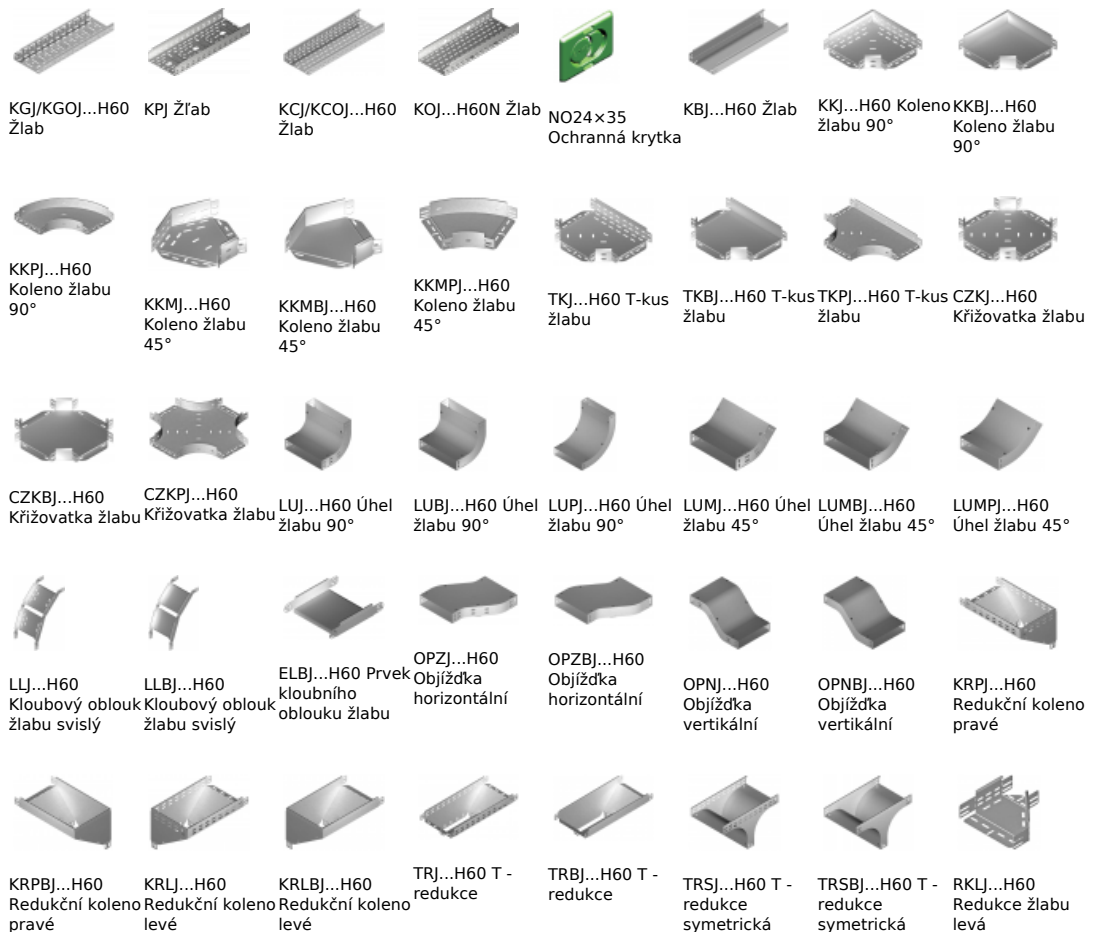 KGJ/KGOJ...H60
Žlab
KPJ Žľab
KCJ/KCOJ...H60
Žlab
KOJ...H60N Žlab
NO24×35
Ochranná krytka
KBJ...H60 Žlab
KKJ...H60 Koleno
žlabu 90°
KKBJ...H60
Koleno žlabu
90°
KKPJ...H60
Koleno žlabu
90°
KKMJ...H60
Koleno žlabu
45°
KKMBJ...H60
Koleno žlabu
45°
KKMPJ...H60
Koleno žlabu
45°
TKJ...H60 T-kus
žlabu
TKBJ...H60 T-kus
žlabu
TKPJ...H60 T-kus
žlabu
CZKJ...H60
Křižovatka žlabu
CZKBJ...H60
Křižovatka žlabu
CZKPJ...H60
Křižovatka žlabu
LUJ...H60 Úhel
žlabu 90°
LUBJ...H60 Úhel
žlabu 90°
LUPJ...H60 Úhel
žlabu 90°
LUMJ...H60 Úhel
žlabu 45°
LUMBJ...H60
Úhel žlabu 45°
LUMPJ...H60
Úhel žlabu 45°
LLJ...H60
Kloubový oblouk
žlabu svislý
LLBJ...H60
Kloubový oblouk
žlabu svislý
ELBJ...H60 Prvek
kloubního
oblouku žlabu
OPZJ...H60
Objížďka
horizontální
OPZBJ...H60
Objížďka
horizontální
OPNJ...H60
Objížďka
vertikální
OPNBJ...H60
Objížďka
vertikální
KRPJ...H60
Redukční koleno
pravé
KRPBJ...H60
Redukční koleno
pravé
KRLJ...H60
Redukční koleno
levé
KRLBJ...H60
Redukční koleno
levé
TRJ...H60 T -
redukce
TRBJ...H60 T -
redukce
TRSJ...H60 T -
redukce
symetrická
TRSBJ...H60 T -
redukce
symetrická
RKLJ...H60
Redukce žlabu
levá